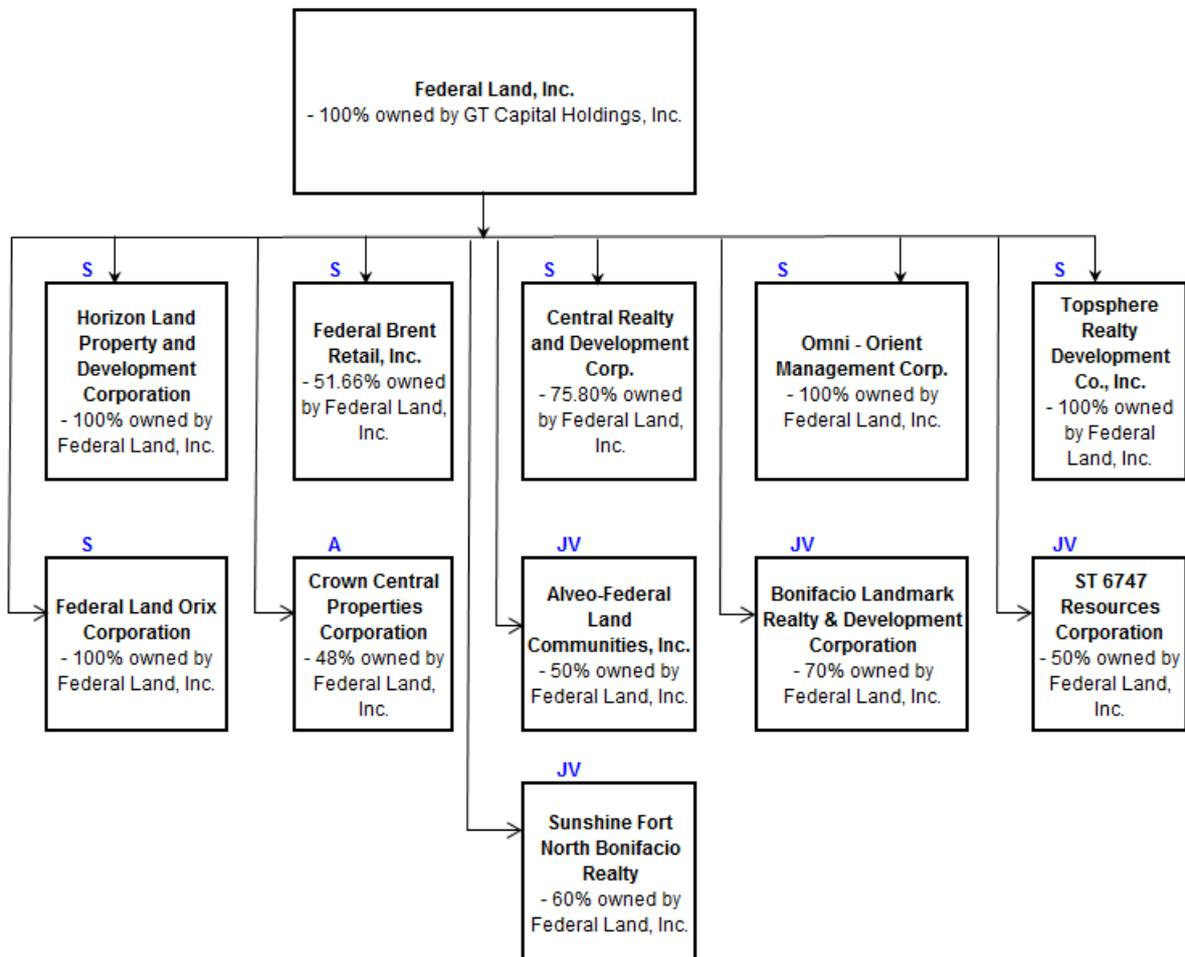 Federal Land, Inc.
- 100% owned by GT Capital Holdings, Inc.
S
Horizon Land
Property and
Development
Corporation
- 100% owned by
Federal Land, Inc.
S
Federal Brent
Retail, Inc.
- 51.66% owned
by Federal Land,
Inc.
S
Central Realty
and Development
Corp.
- 75.80% owned
by Federal Land,
Inc.
S
Omni - Orient
Management Corp.
- 100% owned by
Federal Land, Inc.
S
Topsphere
Realty
Development
Co., Inc.
- 100% owned
by Federal
Land, Inc.
S
Federal Land Orix
Corporation
- 100% owned by
Federal Land, Inc.
A
Crown Central
Properties
Corporation
- 48% owned by
Federal Land,
Inc.
JV
Alveo-Federal
Land
Communities, Inc.
- 50% owned by
Federal Land, Inc.
JV
Bonifacio Landmark
Realty & Development
Corporation
- 70% owned by
Federal Land, Inc.
JV
ST 6747
Resources
Corporation
- 50% owned by
Federal Land,
Inc.
JV
Sunshine Fort
North Bonifacio
Realty
- 60% owned by
Federal Land, Inc.